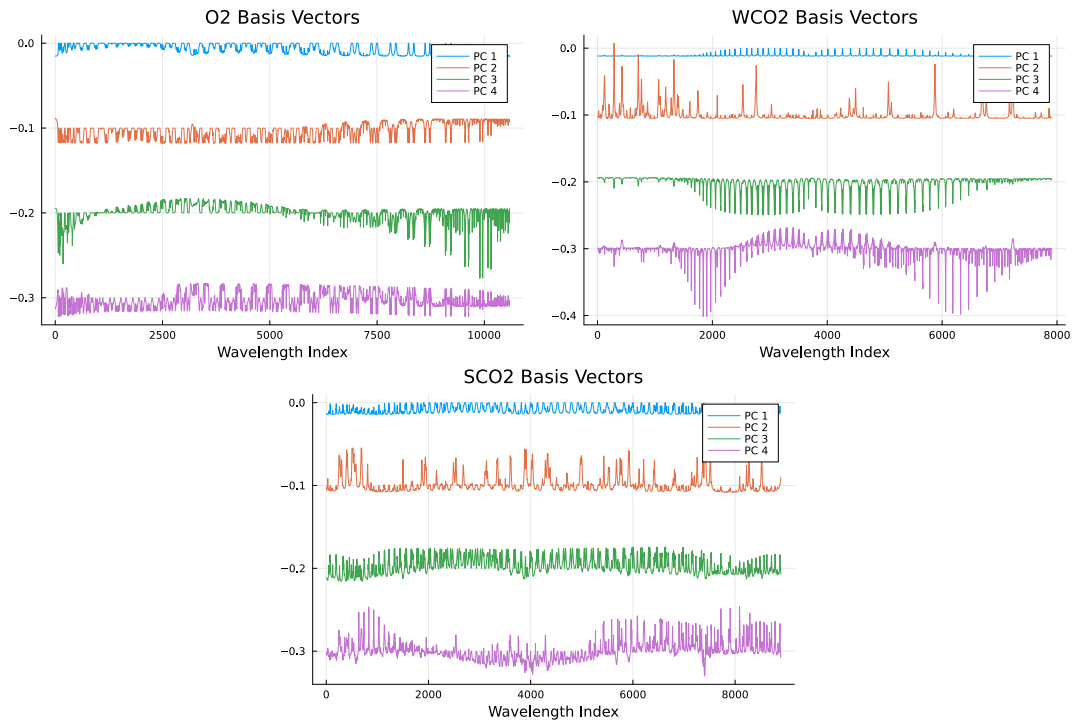 O2 Basis Vectors
0.0
−0.1
−0.2
−0.3
PC 1
PC 2
PC 3
PC 4
0
2500
5000
7500
10000
Wavelength Index
WCO2 Basis Vectors
0.0
−0.1
−0.2
−0.3
−0.4
PC 1
PC 2
PC 3
PC 4
0
2000
4000
6000
8000
Wavelength Index
SCO2 Basis Vectors
0.0
−0.1
−0.2
−0.3
PC 1
PC 2
PC 3
PC 4
0
2000
4000
6000
8000
Wavelength Index